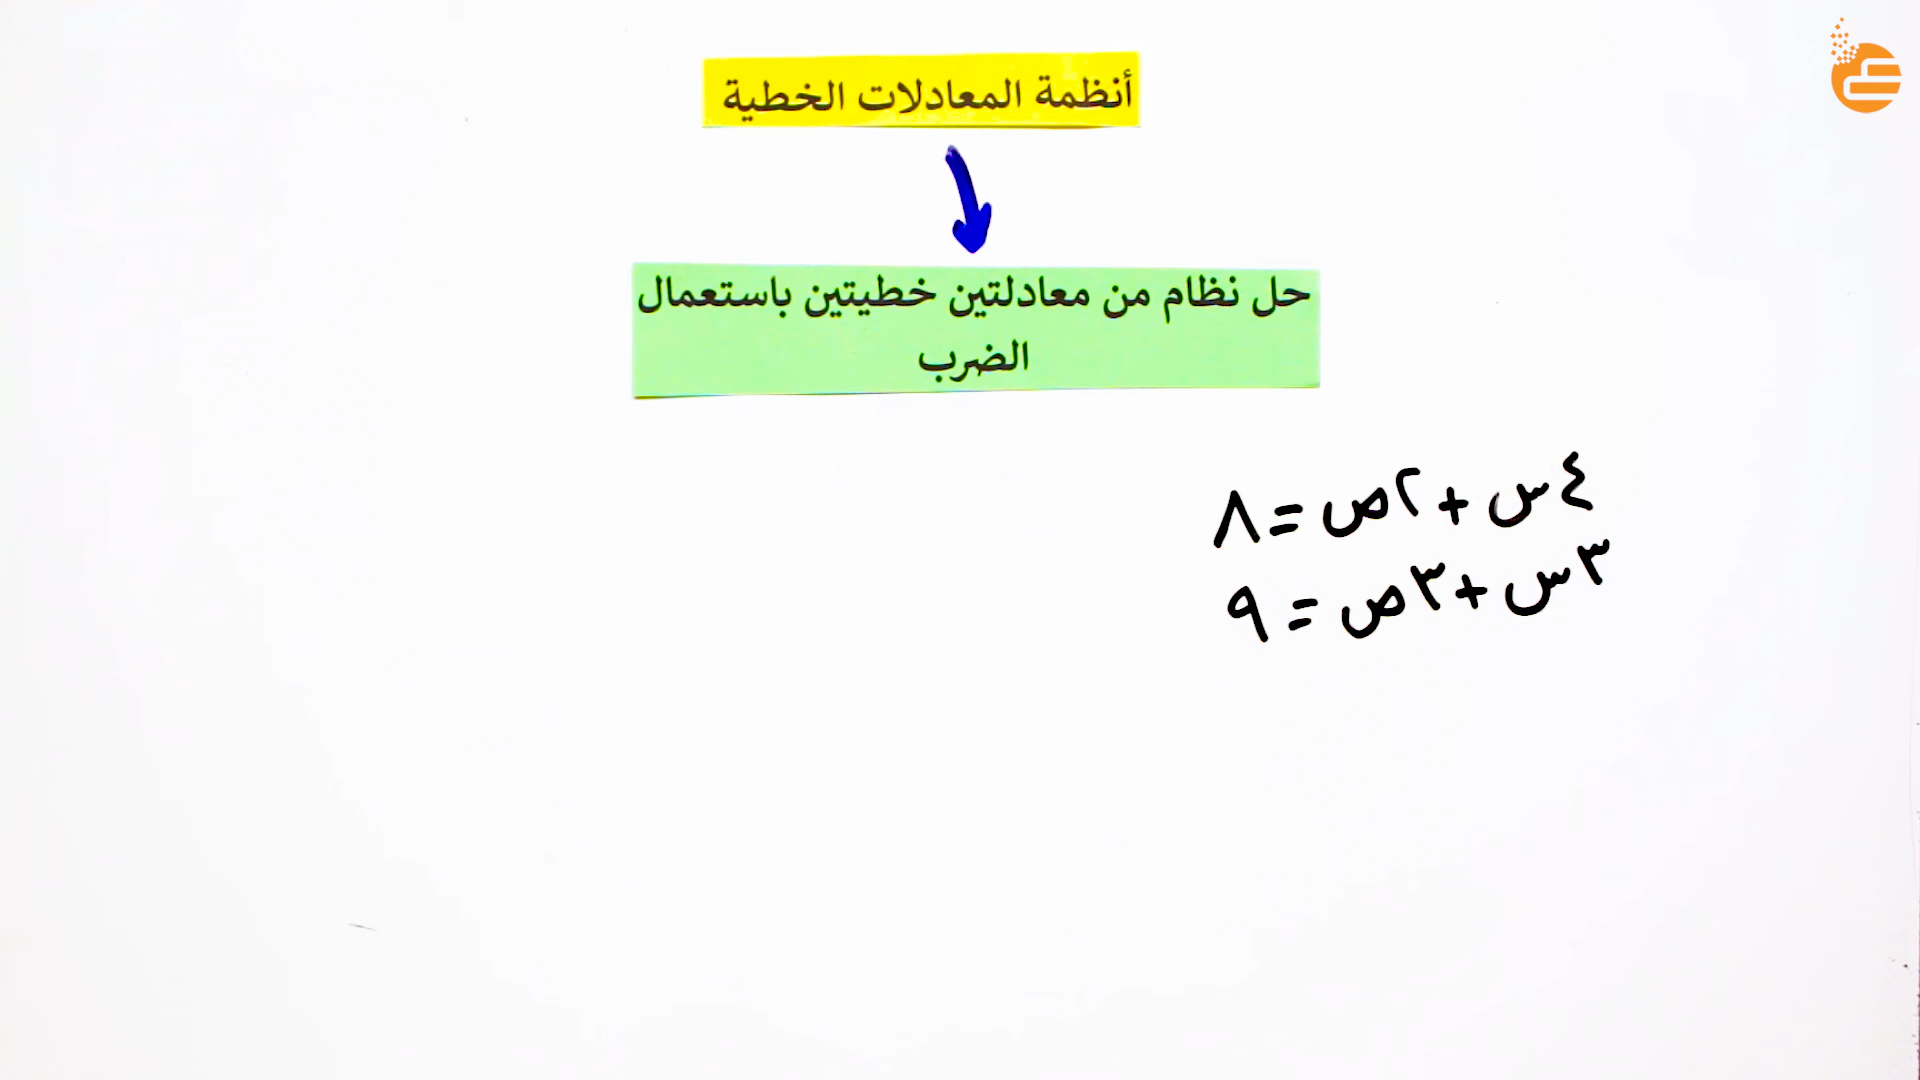 أنظمة المعادلات الخطية
حل نظام من معادلتين خطيتين باستعمال
الضرب
٤س + ٢ص = ٨
٣س + ٣ص = ٩